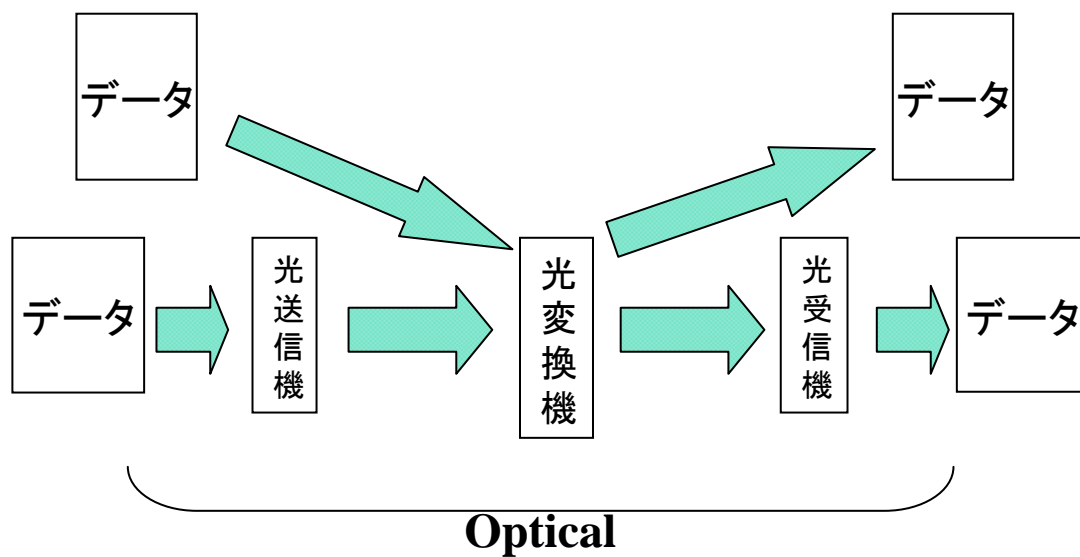 データ
データ
データ
光送信機
光変換機
光受信機
データ
Optical